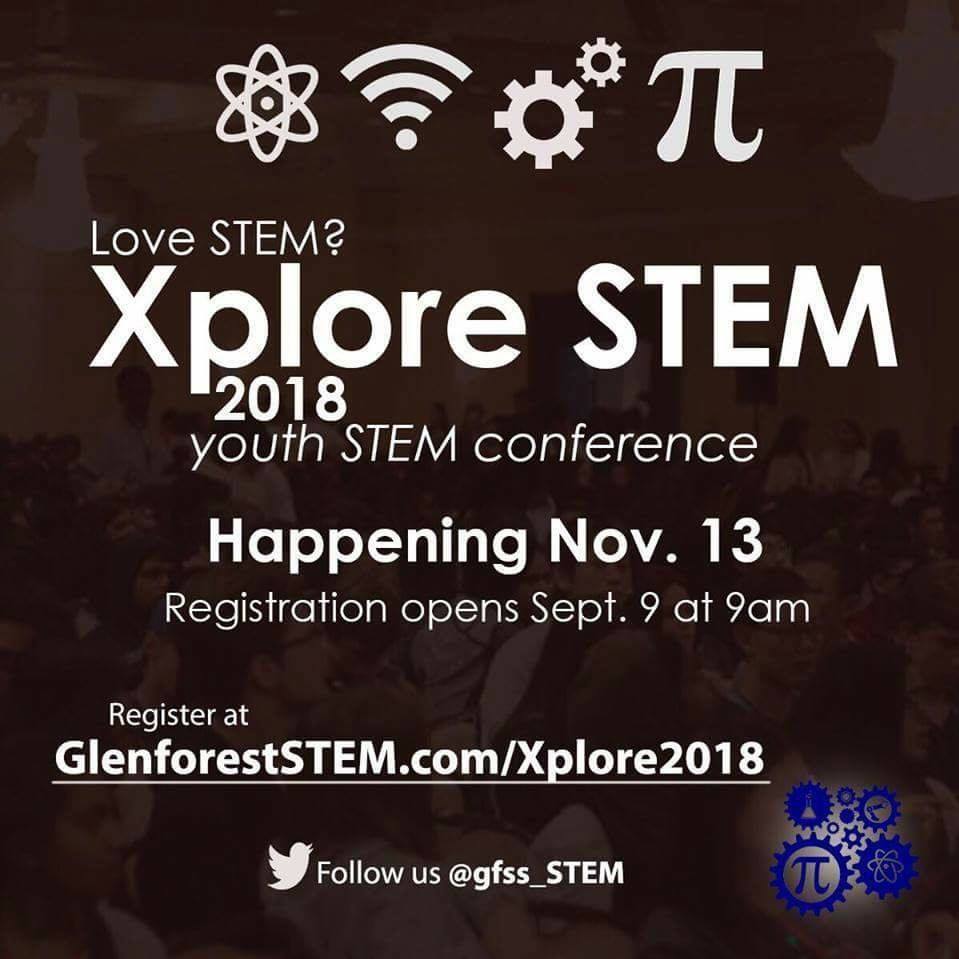 π
Love STEM?
Xplore STEM
2018
youth STEM conference
Happening Nov. 13
Registration opens Sept. 9 at 9am
Register at
GlenforestSTEM.com/Xplore2018
π
Follow us @gfss_STEM